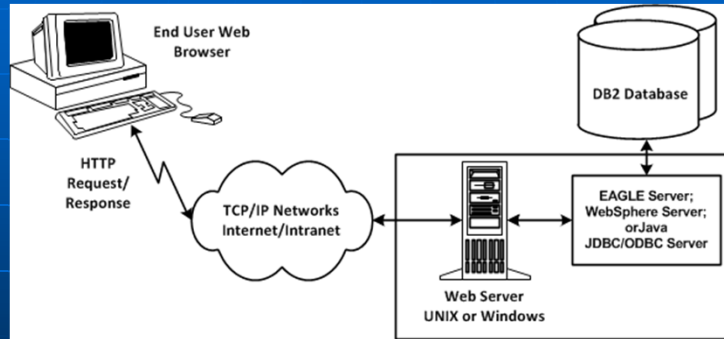 End User Web
Browser
DB2 Database
HTTP
Request/
Response
TCP/IP Networks
Internet/Intranet
EAGLE Server;
WebSphere Server;
orJava
JDBC/ODBC Server
Web Server
UNIX or Windows